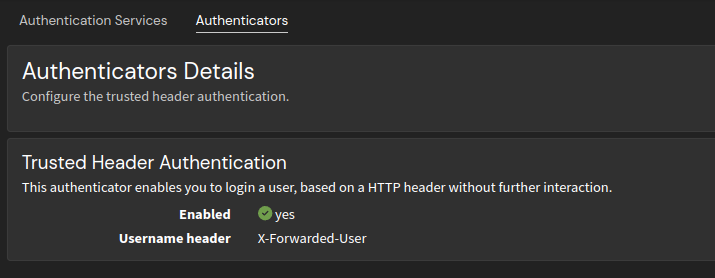 Authentication Services Authenticators
Authenticators Details
Configure the trusted header authentication.
Trusted Header Authentication
This authenticator enables you to login a user, based on a HTTP header without further interaction.
Enabled yes
Username header X-Forwarded-User